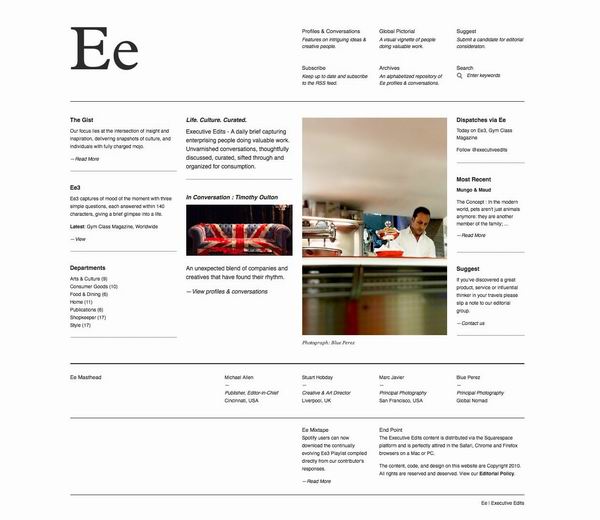 Ee
Profiles & Conversations
Features on intriguing ideas &
creative people.
Global Pictorial
A visual vignette of people
doing valuable work.
Suggest
Submit a candidate for editorial
consideration.
Subscribe
Keep up to date and subscribe
to the RSS feed.
Archives
An alphabetized repository of
Ee profiles & conversations.
Search
Enter keywords
The Gist
Our focus lies at the intersection of insight and
inspiration, delivering snapshots of culture, and
individuals with fully charged mojo.
— Read More
Ee3
Ee3 captures of mood of the moment with three
simple questions, each answered within 140
characters, giving a brief glimpse into a life.
Latest: Gym Class Magazine, Worldwide
— View
Departments
Arts & Culture (9)
Consumer Goods (10)
Food & Dining (6)
Home (11)
Publications (6)
Shopkeeper (17)
Style (17)
Life. Culture. Curated.
Executive Edits - A daily brief capturing
enterprising people doing valuable work.
Unvarnished conversations, thoughtfully
discussed, curated, sifted through and
organized for consumption.
In Conversation : Timothy Oulton
An unexpected blend of companies and
creatives that have found their rhythm.
— View profiles & conversations
Photograph: Blue Perez
Dispatches via Ee
Today on Ee3, Gym Class
Magazine
Follow @executiveedits
Most Recent
Mungo & Maud
The Concept : In the modern
world, pets aren't just animals
anymore; they are another
member of the family; ...
— Read More
Suggest
If you've discovered a great
product, service or influential
thinker in your travels please
slip a note to our editorial
group.
— Contact us
Ee Masthead
Michael Allen
—
Publisher, Editor-in-Chief
Cincinnati, USA
Stuart Hobday
—
Creative & Art Director
Liverpool, UK
Marc Javier
—
Principal Photography
San Francisco, USA
Blue Perez
—
Principal Photography
Global Nomad
Ee Mixtape
Spotify users can now
download the continually
evolving Ee3 Playlist compiled
directly from our contributor's
responses.
— Read More
End Point
The Executive Edits content is distributed via the Squarespace
platform and is perfectly attired in the Safari, Chrome and Firefox
browsers on a Mac or PC.
The content, code, and design on this website are Copyright 2010.
All rights are reserved and deserved. View our Editorial Policy.
Ee | Executive Edits